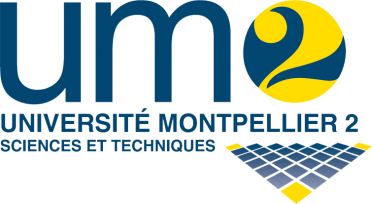 um2
UNIVERSITÉ MONTPELLIER 2
SCIENCES ET TECHNIQUES